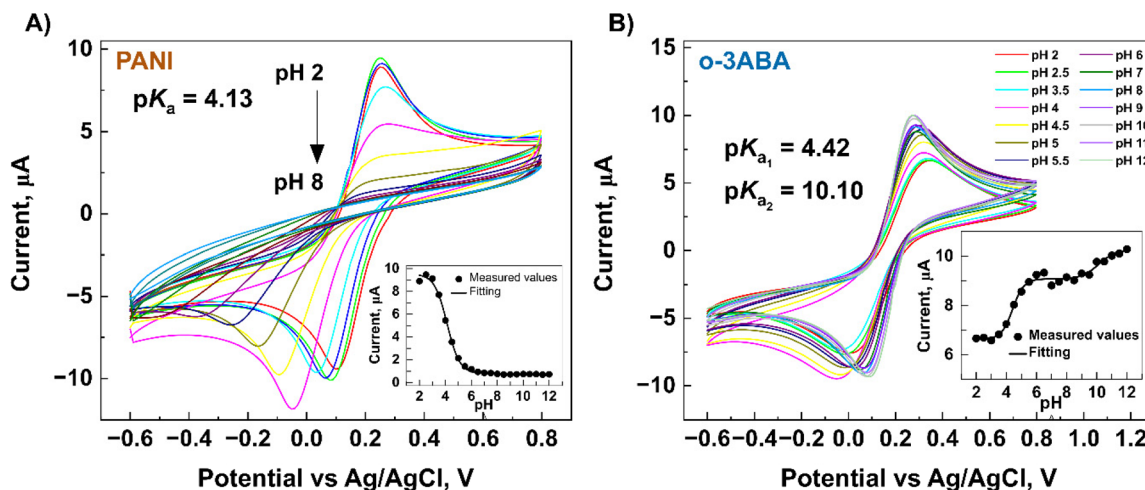 A)
PANI
pKa = 4.13
pH 2
pH 8
Current, μA
10
5
0
−5
−10
−0.6 −0.4 −0.2 0.0 0.2 0.4 0.6 0.8
Potential vs Ag/AgCl, V
Current, μA
10
8
6
4
2
0
2 4 6 8 10 12
pH
Measured values
Fitting
B)
o-3ABA
pKa1 = 4.42
pKa2 = 10.10
pH 2
pH 2.5
pH 3.5
pH 4
pH 4.5
pH 5
pH 5.5
pH 6
pH 7
pH 8
pH 9
pH 10
pH 11
pH 12
Current, μA
15
10
5
0
−5
−10
−0.6 −0.4 −0.2 0.0 0.2 0.4 0.6 0.8 1.0 1.2
Potential vs Ag/AgCl, V
Current, μA
10
8
6
2 4 6 8 10 12
pH
Measured values
Fitting